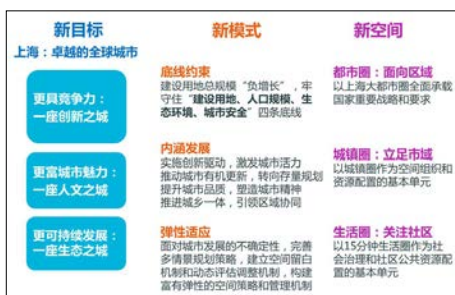 新目标
上海：卓越的全球城市
更具竞争力：
一座创新之城
更富城市魅力：
一座人文之城
更可持续发展：
一座生态之城
新模式
底线约束
建设用地总规模“负增长”，牢
守住“建设用地、人口规模、生
态环境、城市安全”四条底线
内涵发展
实施创新驱动，激发城市活力
推动城市有机更新，转向存量规划
提升城市品质，塑造城市精神
推进城乡一体，引领区域协同
弹性适应
面对城市发展的不确定性，完善
多情景规划策略，建立空间留白
机制和动态评估调整机制，构建
富有弹性的空间策略和管理机制
新空间
都市圈：面向区域
以上海大都市圈全面承载
国家重要战略和要求
城镇圈：立足市域
以城镇圈作为空间组织和
资源配置的基本单元
生活圈：关注社区
以15分钟生活圈作为社
会治理和社区公共资源配
置的基本单元